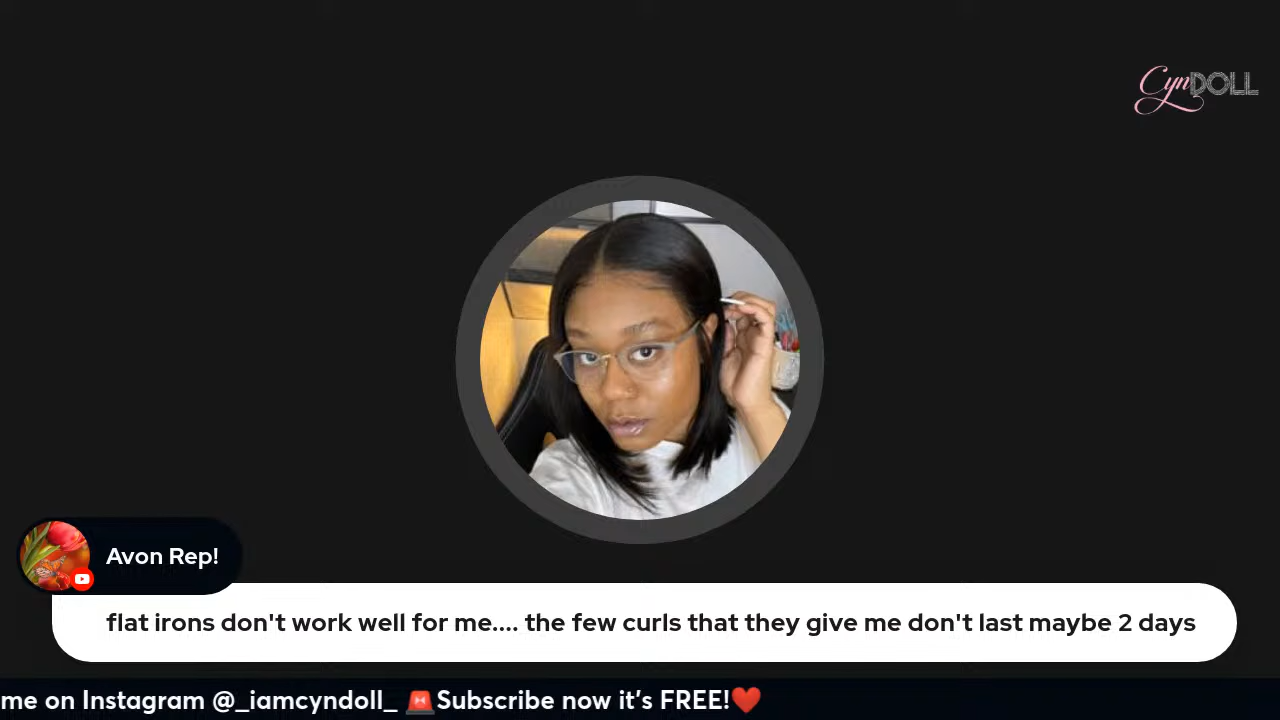 CynDOLL
Avon Rep!
flat irons don't work well for me.... the few curls that they give me don't last maybe 2 days
me on Instagram @_iamcyndoll_ 🚨Subscribe now it's FREE!❤️